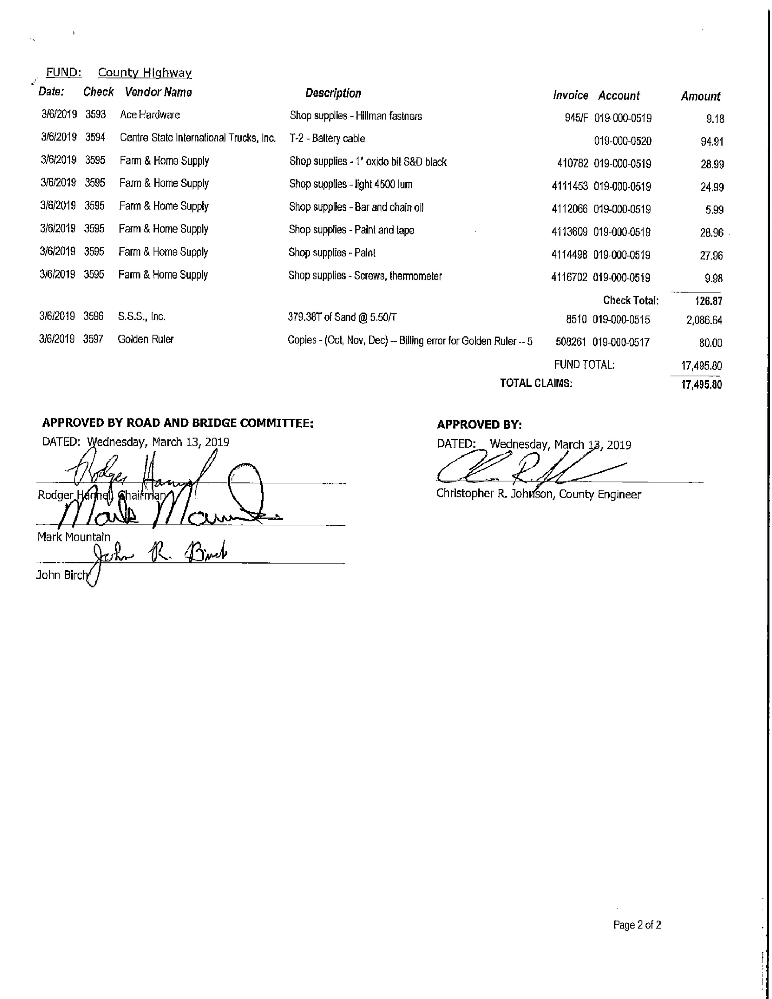 FUND: County Highway
Date: Check Vendor Name Description Invoice Account Amount
3/6/2019 3593 Ace Hardware Shop supplies - Hillman fastners 945/F 019-000-0519 9.18
3/6/2019 3594 Centre State International Trucks, Inc. T-2 - Battery cable 019-000-0520 94.91
3/6/2019 3595 Farm & Home Supply Shop supplies - 1" oxide bit S&D black 410782 019-000-0519 28.99
3/6/2019 3595 Farm & Home Supply Shop supplies - light 4500 lum 4111453 019-000-0519 24.99
3/6/2019 3595 Farm & Home Supply Shop supplies - Bar and chain oil 4112066 019-000-0519 5.99
3/6/2019 3595 Farm & Home Supply Shop supplies - Paint and tape 4113609 019-000-0519 28.96
3/6/2019 3595 Farm & Home Supply Shop supplies - Paint 4114498 019-000-0519 27.96
3/6/2019 3595 Farm & Home Supply Shop supplies - Screws, thermometer 4116702 019-000-0519 9.98
Check Total: 126.87
3/6/2019 3596 S.S.S., Inc. 379.38T of Sand @ 5.50/T 8510 019-000-0515 2,086.64
3/6/2019 3597 Golden Ruler Copies - (Oct, Nov, Dec) -- Billing error for Golden Ruler -- 5 508261 019-000-0517 80.00
FUND TOTAL: 17,495.80
TOTAL CLAIMS: 17,495.80
APPROVED BY ROAD AND BRIDGE COMMITTEE: APPROVED BY:
DATED: Wednesday, March 13, 2019 DATED: Wednesday, March 13, 2019
Rodger
Rodger Hannel, Chairman Christopher R. Johnson, County Engineer
Mark
Mark Mountain
John R. Birch
John Birch
Page 2 of 2